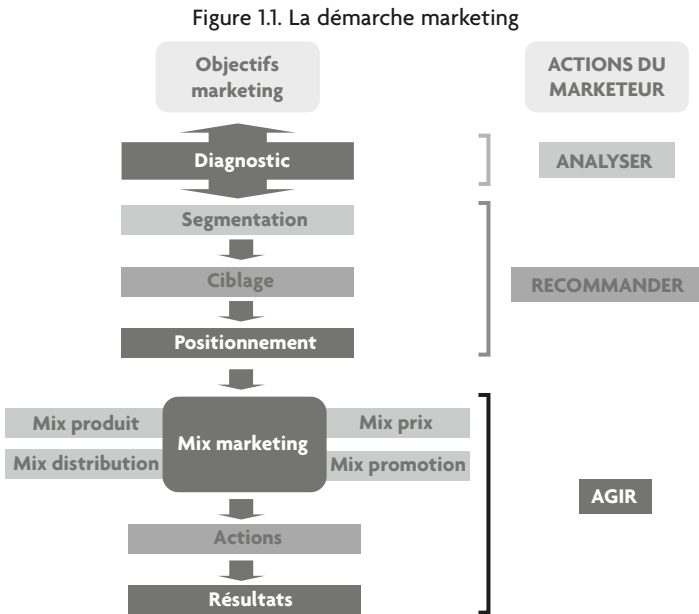 Figure 1.1. La démarche marketing
Objectifs
marketing
ACTIONS DU
MARKETEUR
Diagnostic
ANALYSER
Segmentation
Ciblage
RECOMMANDER
Positionnement
Mix produit
Mix prix
Mix marketing
Mix distribution
Mix promotion
AGIR
Actions
Résultats